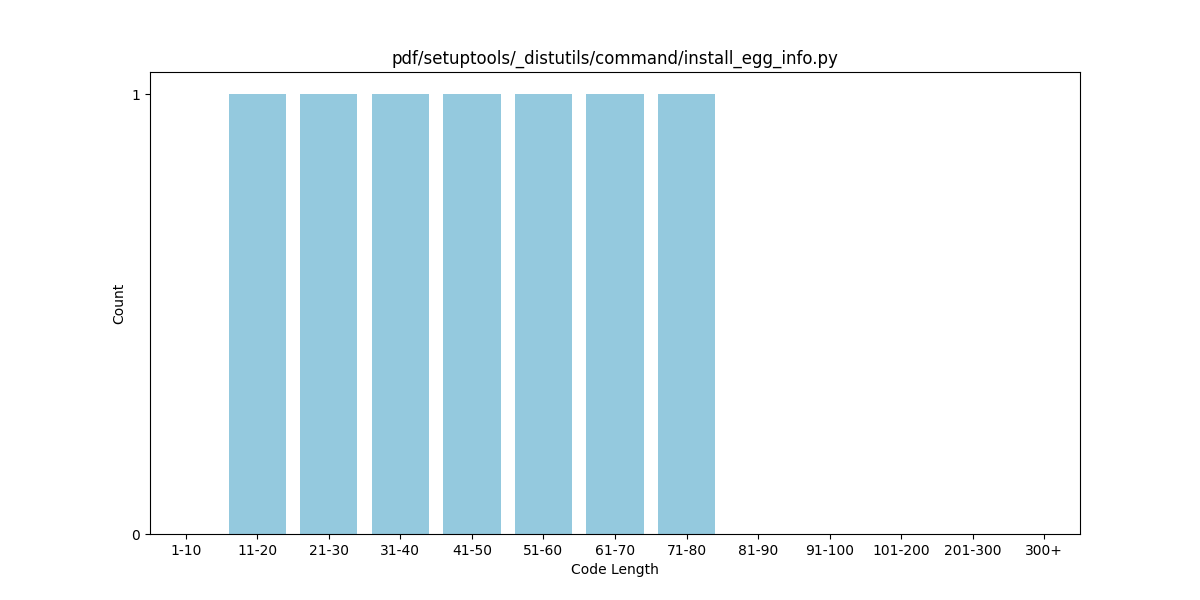 pdf/setuptools/_distutils/command/install_egg_info.py
1
Count
0
1-10 11-20 21-30 31-40 41-50 51-60 61-70 71-80 81-90 91-100 101-200 201-300 300+
Code Length